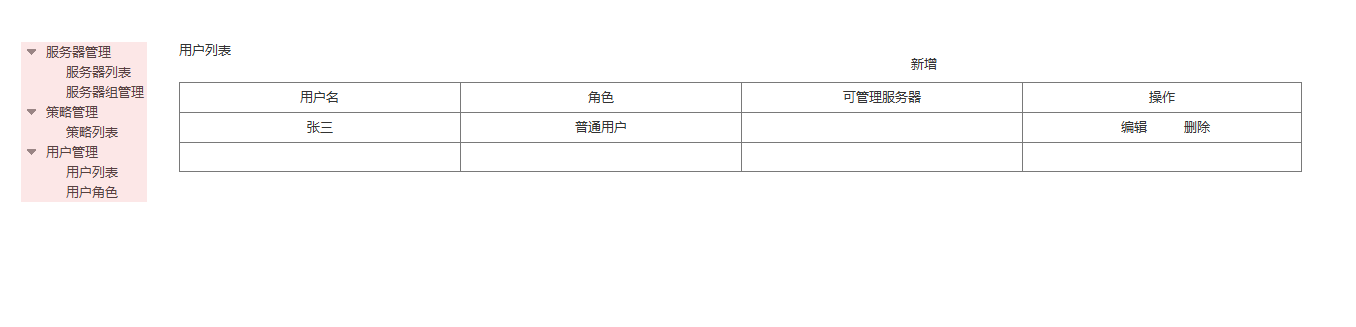 服务器管理
服务器列表
服务器组管理
策略管理
策略列表
用户管理
用户列表
用户角色
用户列表
新增
用户名 角色 可管理服务器 操作
张三 普通用户 编辑 删除